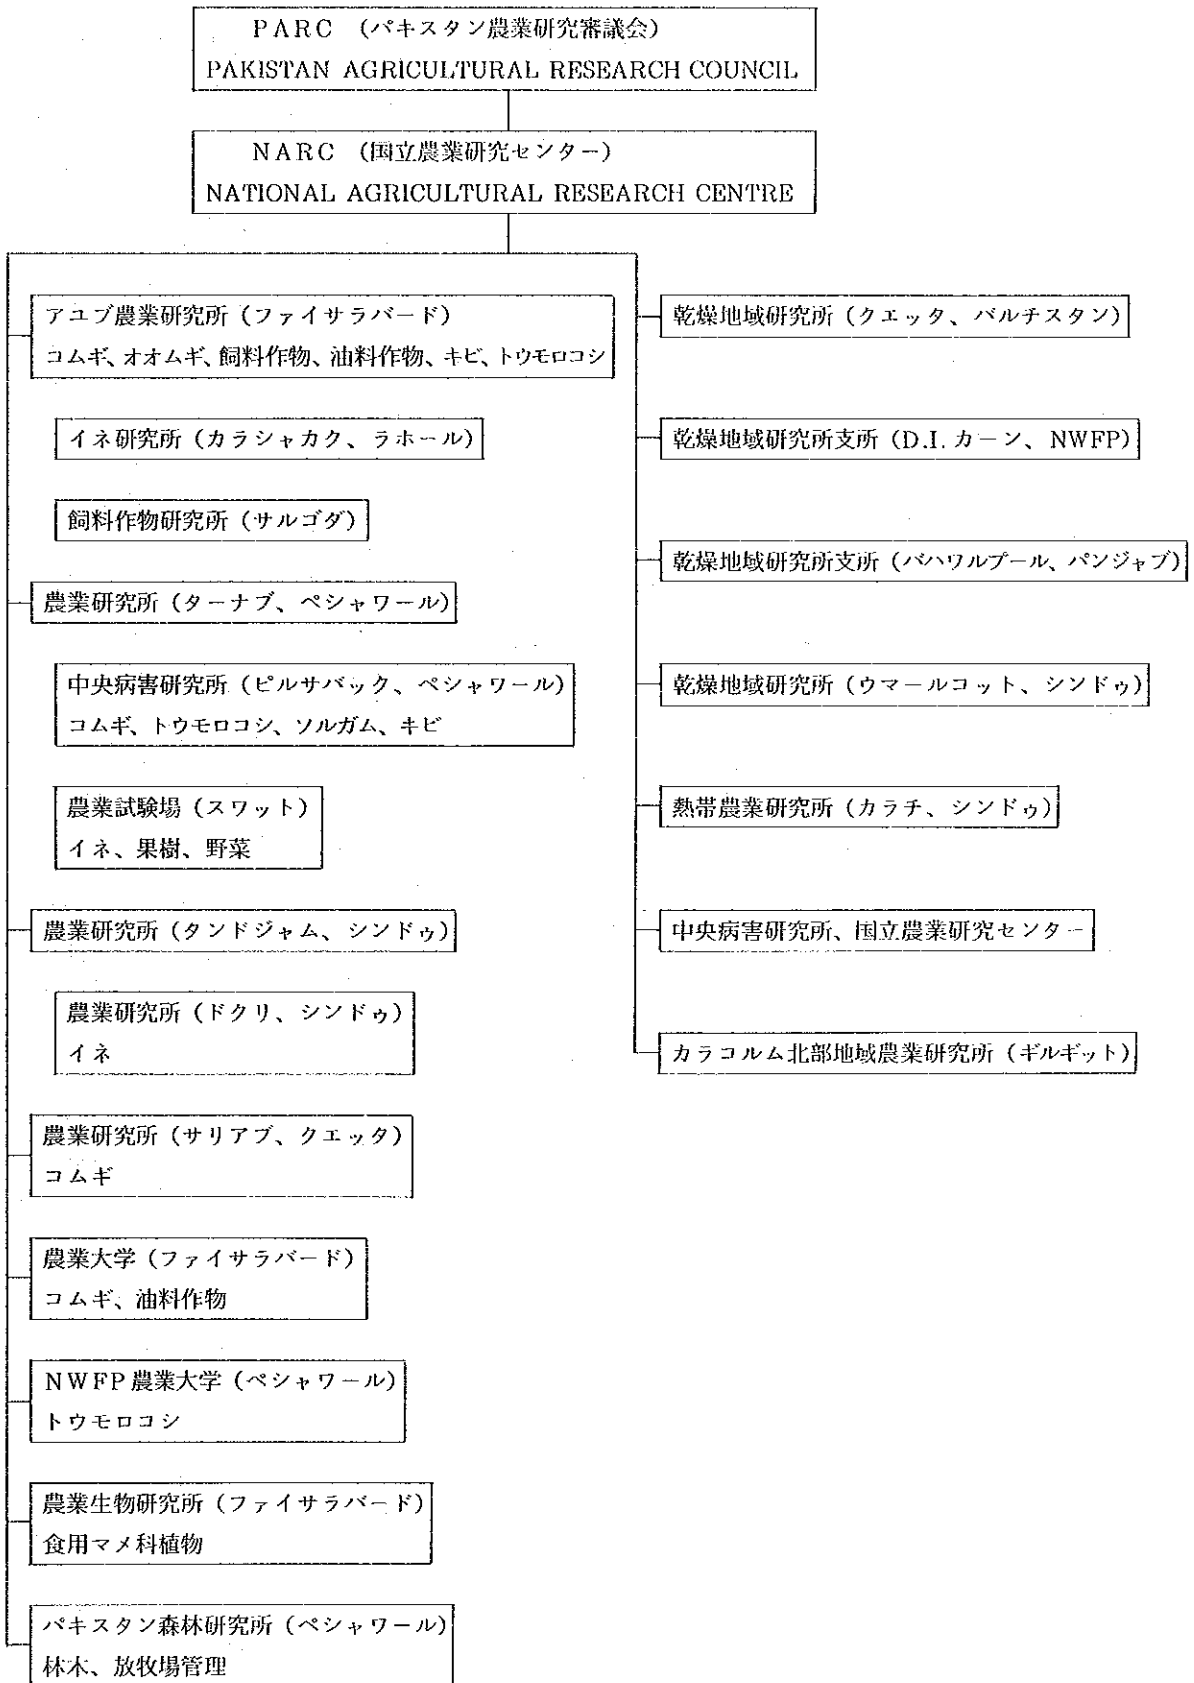 PARC （パキスタン農業研究審議会）
PAKISTAN AGRICULTURAL RESEARCH COUNCIL
NARC （国立農業研究センター）
NATIONAL AGRICULTURAL RESEARCH CENTRE
アユブ農業研究所（ファイサラバード）
コムギ、オオムギ、飼料作物、油料作物、キビ、トウモロコシ
イネ研究所（カラシャカク、ラホール）
飼料作物研究所（サルゴダ）
農業研究所（ターナブ、ペシャワール）
中央病害研究所（ピルサバック、ペシャワール）
コムギ、トウモロコシ、ソルガム、キビ
農業試験場（スワット）
イネ、果樹、野菜
農業研究所（タンドジャム、シンドゥ）
農業研究所（ドクリ、シンドゥ）
イネ
農業研究所（サリアブ、クエッタ）
コムギ
農業大学（ファイサラバード）
コムギ、油料作物
NWFP農業大学（ペシャワール）
トウモロコシ
農業生物研究所（ファイサラバード）
食用マメ科植物
パキスタン森林研究所（ペシャワール）
林木、放牧場管理
乾燥地域研究所（クエッタ、バルチスタン）
乾燥地域研究所支所（D.I.カーン、NWFP）
乾燥地域研究所支所（バハワルプール、パンジャブ）
乾燥地域研究所（ウマールコット、シンドゥ）
熱帯農業研究所（カラチ、シンドゥ）
中央病害研究所、国立農業研究センター
カラコルム北部地域農業研究所（ギルギット）